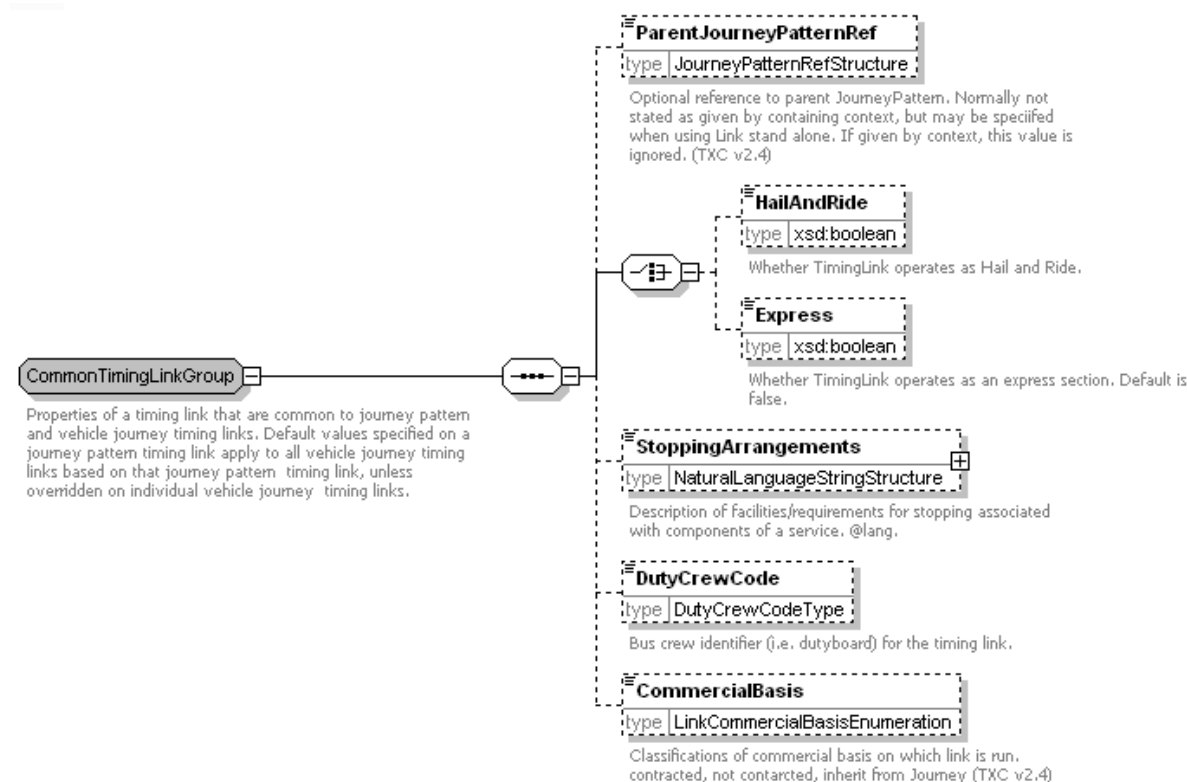 ParentJourneyPatternRef
type JourneyPatternRefStructure
Optional reference to parent JourneyPattern. Normally not
stated as given by containing context, but may be speciifed
when using Link stand alone. If given by context, this value is
ignored. (TXC v2.4)
HailAndRide
type xsd:boolean
Whether TimingLink operates as Hail and Ride.
Express
type xsd:boolean
Whether TimingLink operates as an express section. Default is
false.
CommonTimingLinkGroup
Properties of a timing link that are common to journey pattern
and vehicle journey timing links. Default values specified on a
journey pattern timing link apply to all vehicle journey timing
links based on that journey pattern timing link, unless
overridden on individual vehicle journey timing links.
StoppingArrangements
type NaturalLanguageStringStructure
Description of facilities/requirements for stopping associated
with components of a service. @lang.
DutyCrewCode
type DutyCrewCodeType
Bus crew identifier (i.e. dutyboard) for the timing link.
CommercialBasis
type LinkCommercialBasisEnumeration
Classifications of commercial basis on which link is run.
contracted, not contarcted, inherit from Journey (TXC v2.4)